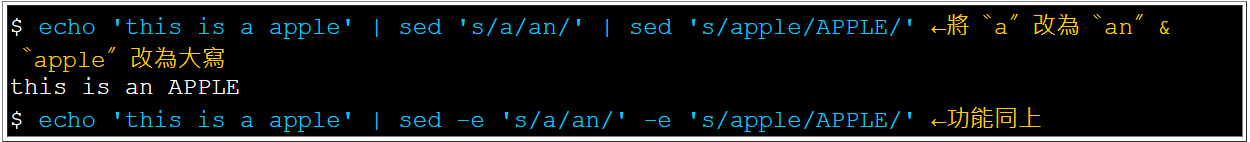 $ echo 'this is a apple' | sed 's/a/an/' | sed 's/apple/APPLE/' ←將〝a〞改為〝an〞&
〝apple〞改為大寫
this is an APPLE
$ echo 'this is a apple' | sed -e 's/a/an/' -e 's/apple/APPLE/' ←功能同上